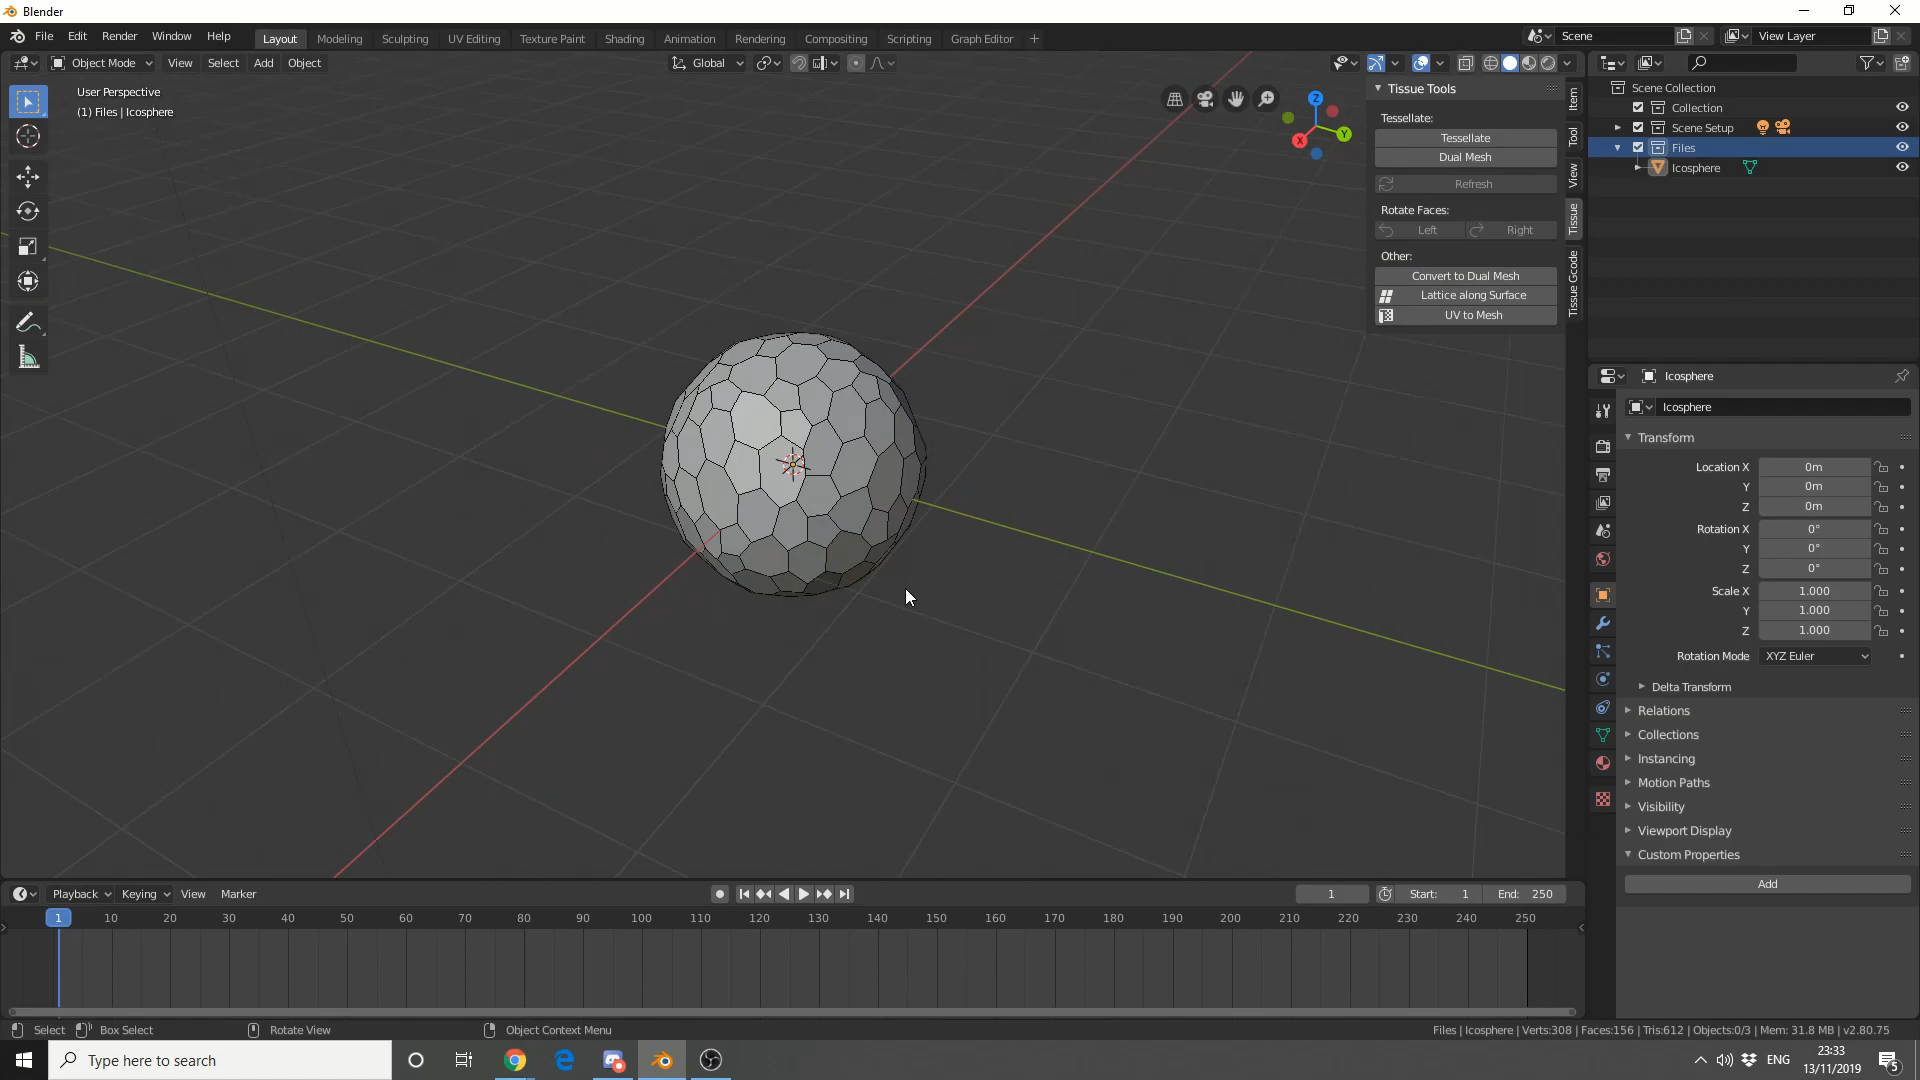 Blender
File Edit Render Window Help Layout Modeling Sculpting UV Editing Texture Paint Shading Animation Rendering Compositing Scripting Graph Editor + Scene View Layer
Object Mode View Select Add Object Global
User Perspective
(1) Files | Icosphere
Z
Y
X
Tissue Tools
Tessellate:
Tessellate
Dual Mesh
Refresh
Rotate Faces:
Left Right
Other:
Convert to Dual Mesh
Lattice along Surface
UV to Mesh
Item
Tool
View
Tissue
Tissue Gcode
Scene Collection
Collection
Scene Setup
Files
Icosphere
Icosphere
Icosphere
Transform
Location X 0m
Y 0m
Z 0m
Rotation X 0°
Y 0°
Z 0°
Scale X 1.000
Y 1.000
Z 1.000
Rotation Mode XYZ Euler
Delta Transform
Relations
Collections
Instancing
Motion Paths
Visibility
Viewport Display
Custom Properties
Add
Playback Keying View Marker 1 Start: 1 End: 250
1 10 20 30 40 50 60 70 80 90 100 110 120 130 140 150 160 170 180 190 200 210 220 230 240 250
Select Box Select Rotate View Object Context Menu Files | Icosphere | Verts:308 | Faces:156 | Tris:612 | Objects:0/3 | Mem: 31.8 MB | v2.80.75
Type here to search ENG 23:33
13/11/2019 5